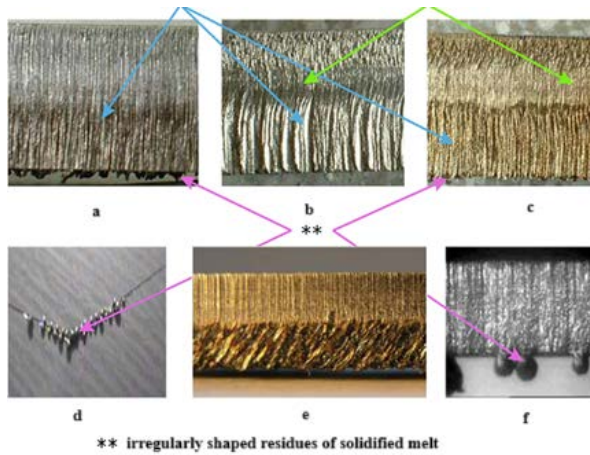 a
b
c
**
d
e
f
** irregularly shaped residues of solidified melt